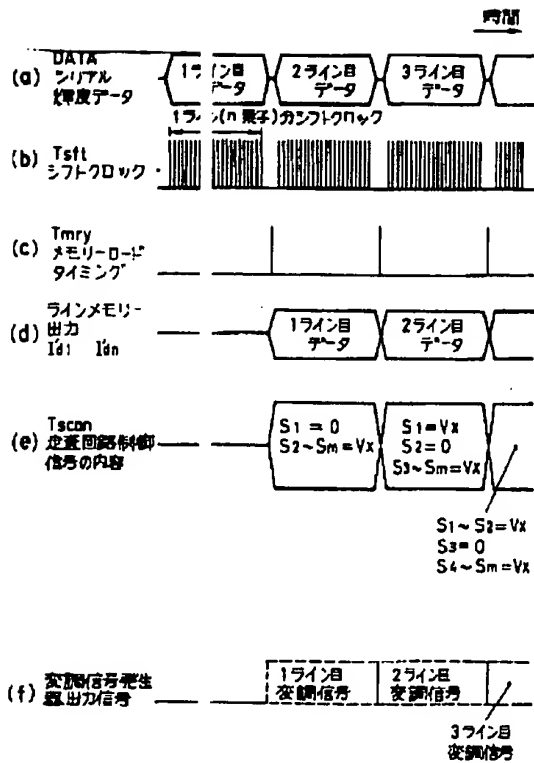 時間
(a) DATA
シリアル
輝度データ
1ライン目
データ
2ライン目
データ
3ライン目
データ
1ライン(n素子)分シフトクロック
(b) Tsft
シフトクロック
(c) Tmry
メモリーロード
タイミング
(d) ラインメモリー
出力
I'd1 I'dn
1ライン目
データ
2ライン目
データ
(e) Tscan
走査回路制御
信号の内容
S1 = 0
S2~Sm=Vx
S1=Vx
S2=0
S3~Sm=Vx
S1~S2=Vx
S3=0
S4~Sm=Vx
(f) 変調信号発生
器出力信号
1ライン目
変調信号
2ライン目
変調信号
3ライン目
変調信号